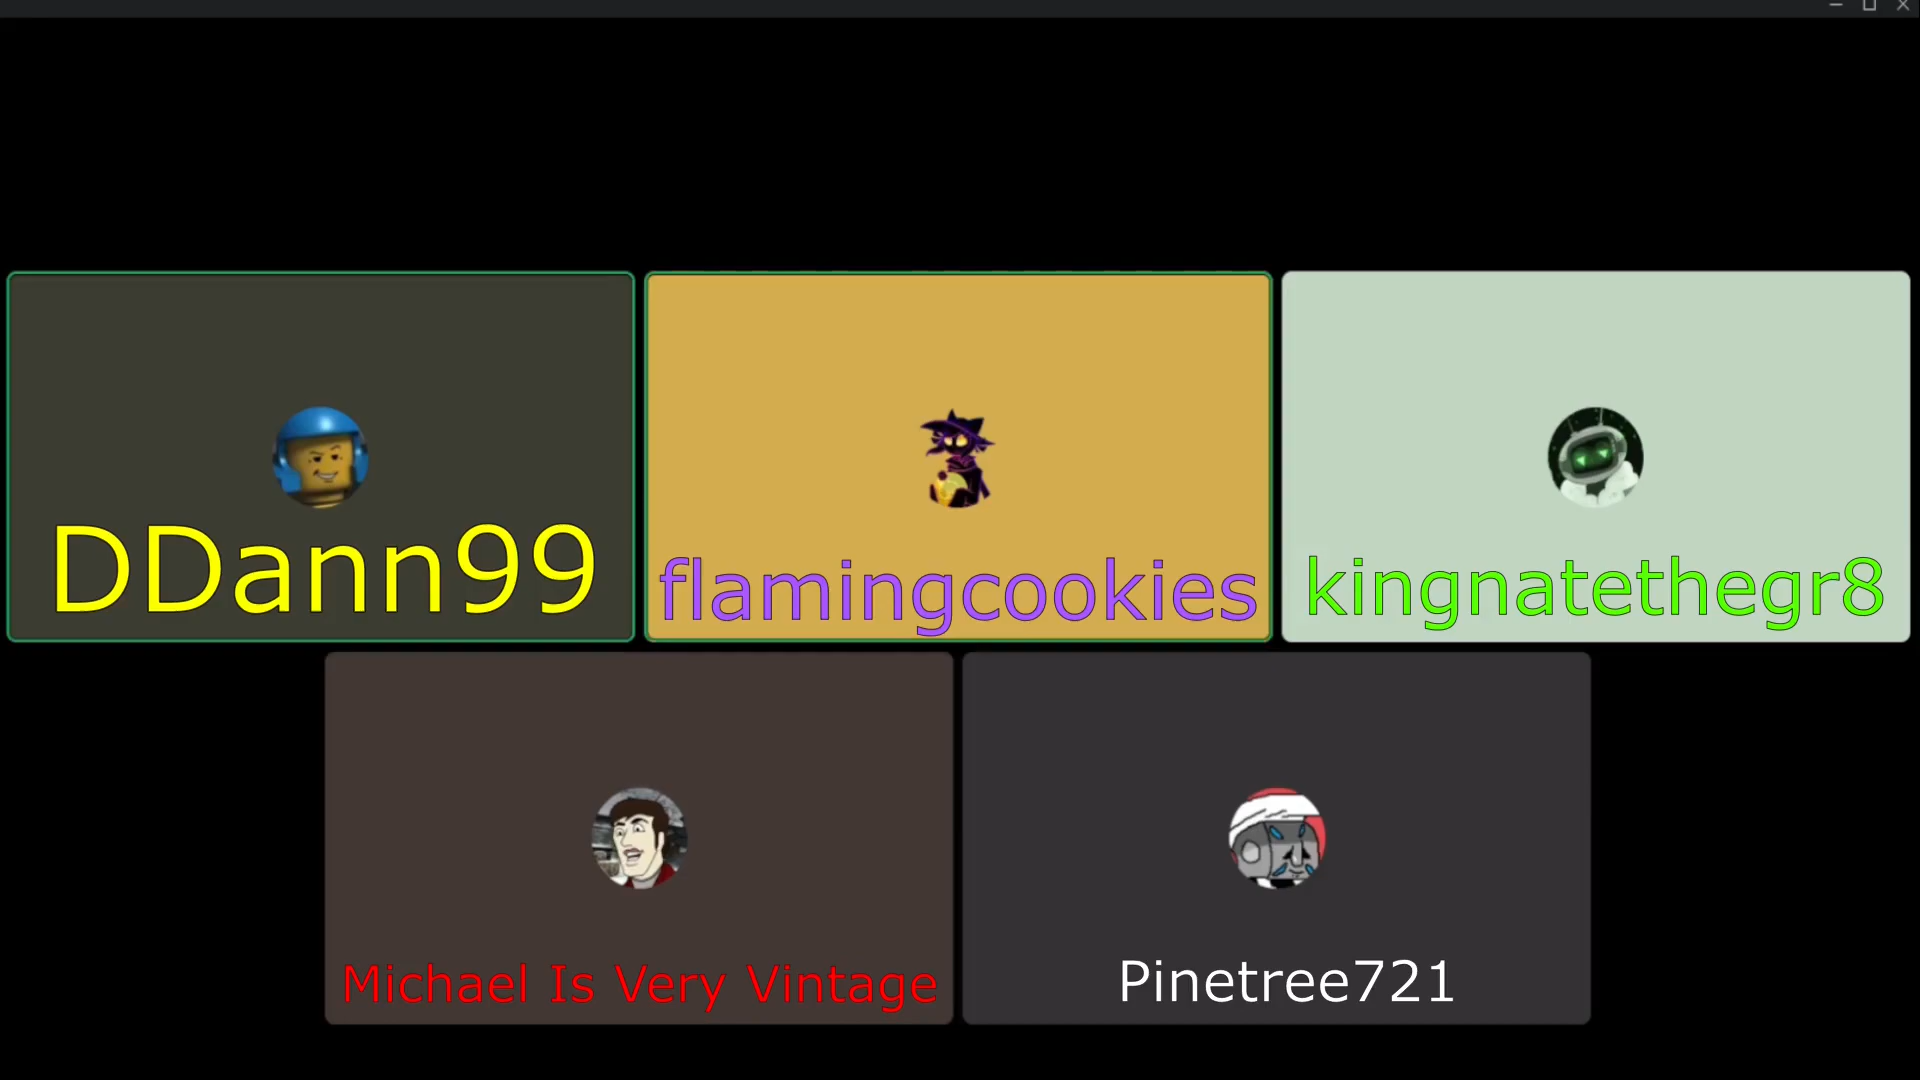 DDann99
flamingcookies
kingnatethegr8
Michael Is Very Vintage
Pinetree721